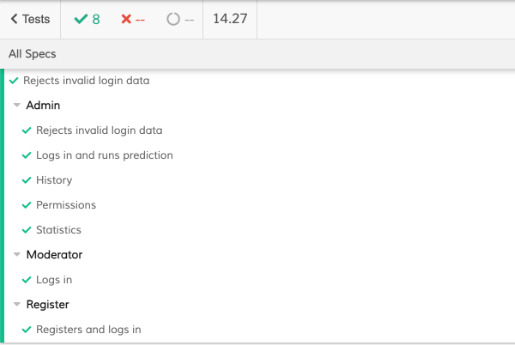 Tests 8 -- -- 14.27
All Specs
Rejects invalid login data
Admin
Rejects invalid login data
Logs in and runs prediction
History
Permissions
Statistics
Moderator
Logs in
Register
Registers and logs in